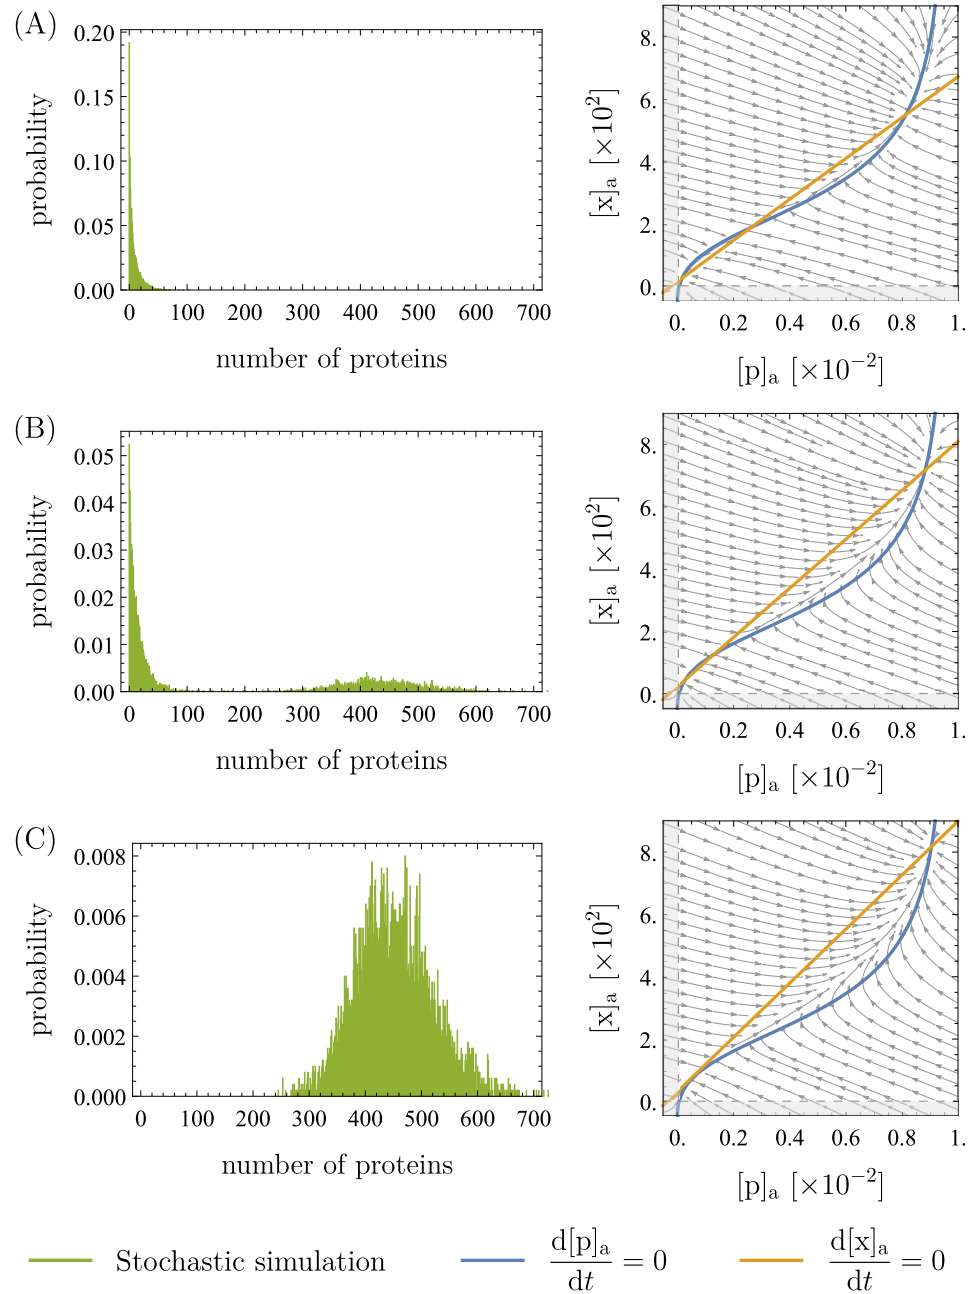 (A)
0.20
0.15
0.10
0.05
0.00
probability
0 100 200 300 400 500 600 700
number of proteins
8.
6.
4.
2.
0.
[x]ₐ [×10²]
0. 0.2 0.4 0.6 0.8 1.
[p]ₐ [×10⁻²]
(B)
0.05
0.04
0.03
0.02
0.01
0.00
probability
0 100 200 300 400 500 600 700
number of proteins
8.
6.
4.
2.
0.
[x]ₐ [×10²]
0. 0.2 0.4 0.6 0.8 1.
[p]ₐ [×10⁻²]
(C)
0.008
0.006
0.004
0.002
0.000
probability
0 100 200 300 400 500 600 700
number of proteins
8.
6.
4.
2.
0.
[x]ₐ [×10²]
0. 0.2 0.4 0.6 0.8 1.
[p]ₐ [×10⁻²]
Stochastic simulation
d[p]ₐ/dt = 0
d[x]ₐ/dt = 0